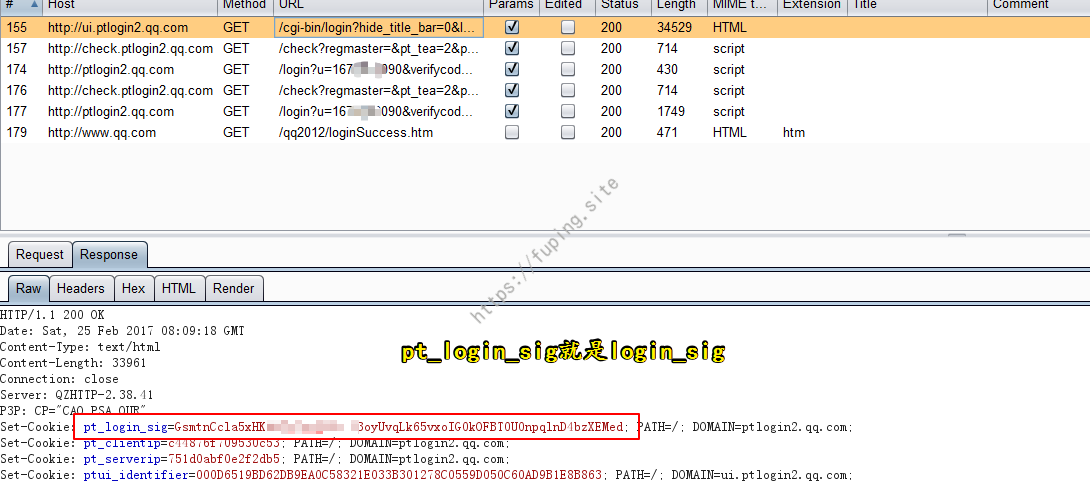 # Host Method URL Params Edited Status Length MIME t... Extension Title Comment
155 http://ui.ptlogin2.qq.com GET /cgi-bin/login?hide_title_bar=0&l... 200 34529 HTML
157 http://check.ptlogin2.qq.com GET /check?regmaster=&pt_tea=2&p... 200 714 script
174 http://ptlogin2.qq.com GET /login?u=167 090&verifycod... 200 430 script
176 http://check.ptlogin2.qq.com GET /check?regmaster=&pt_tea=2&p... 200 714 script
177 http://ptlogin2.qq.com GET /login?u=167 090&verifycod... 200 1749 script
179 http://www.qq.com GET /qq2012/loginSuccess.htm 200 471 HTML htm
https://fuping.site
Request Response
Raw Headers Hex HTML Render
HTTP/1.1 200 OK
Date: Sat, 25 Feb 2017 08:09:18 GMT
Content-Type: text/html
pt_login_sig就是login_sig
Content-Length: 33961
Connection: close
Server: QZHTTP-2.38.41
P3P: CP="CAO PSA OUR"
Set-Cookie: pt_login_sig=GsmtnCcla5xHK 3oyUvqLk65vxoIG0kOFBT0U0npqlnD4bzXEMed; PATH=/; DOMAIN=ptlogin2.qq.com;
Set-Cookie: pt_clientip=c44876f709530c53; PATH=/; DOMAIN=ptlogin2.qq.com;
Set-Cookie: pt_serverip=751d0abf0e2f2db5; PATH=/; DOMAIN=ptlogin2.qq.com;
Set-Cookie: ptui_identifier=000D6519BD62DB9EA0C58321E033B301278C0559D050C60AD9B1E8B863; PATH=/; DOMAIN=ui.ptlogin2.qq.com;